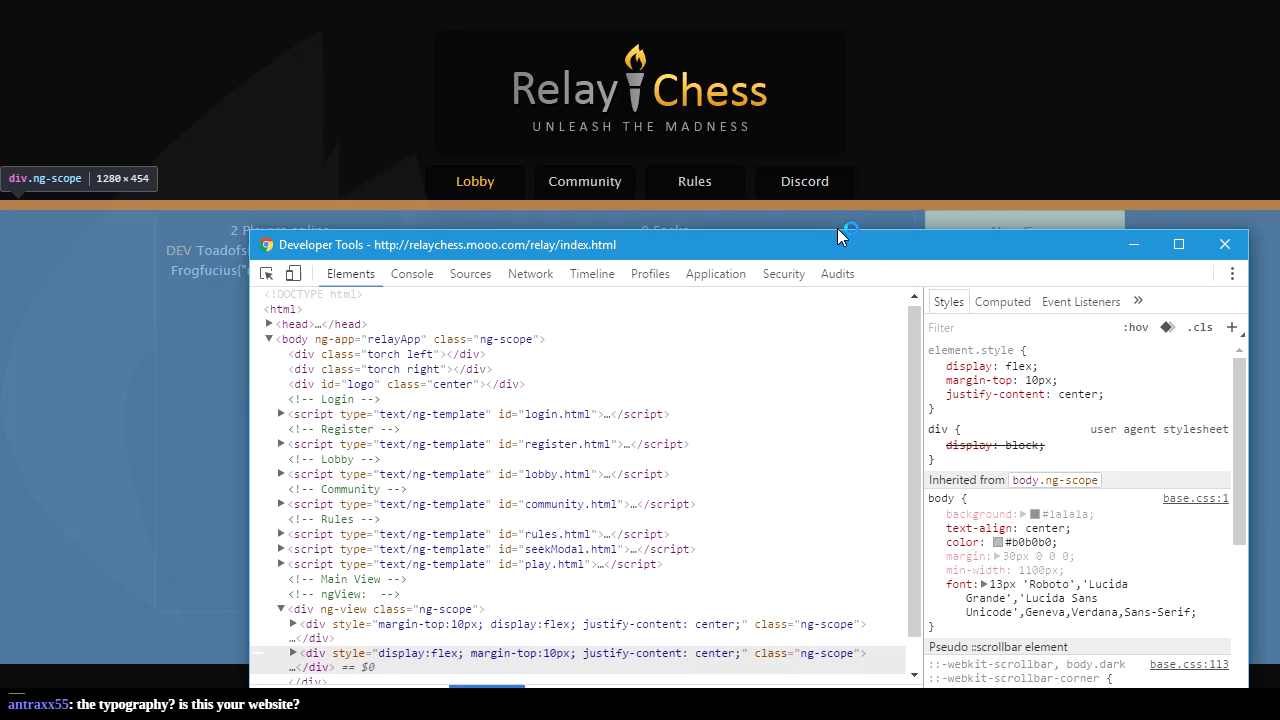 Relay Chess
UNLEASH THE MADNESS
Lobby Community Rules Discord
div.ng-scope 1280×454
2 Players online
DEV Toadofs
Frogfucius["
Developer Tools - http://relaychess.mooo.com/relay/index.html
Elements Console Sources Network Timeline Profiles Application Security Audits
<!DOCTYPE html>
<html>
<head>…</head>
<body ng-app="relayApp" class="ng-scope">
<div class="torch left"></div>
<div class="torch right"></div>
<div id="logo" class="center"></div>
<!-- Login -->
<script type="text/ng-template" id="login.html">…</script>
<!-- Register -->
<script type="text/ng-template" id="register.html">…</script>
<!-- Lobby -->
<script type="text/ng-template" id="lobby.html">…</script>
<!-- Community -->
<script type="text/ng-template" id="community.html">…</script>
<!-- Rules -->
<script type="text/ng-template" id="rules.html">…</script>
<script type="text/ng-template" id="seekModal.html">…</script>
<script type="text/ng-template" id="play.html">…</script>
<!-- Main View -->
<!-- ngView: -->
<div ng-view class="ng-scope">
<div style="margin-top:10px; display:flex; justify-content: center;" class="ng-scope">
…</div>
<div style="display:flex; margin-top:10px; justify-content: center;" class="ng-scope">
…</div> == $0
</div>
Styles Computed Event Listeners »
Filter :hov .cls +
element.style {
display: flex;
margin-top: 10px;
justify-content: center;
}
div { user agent stylesheet
display: block;
}
Inherited from body.ng-scope
body { base.css:1
background: #1a1a1a;
text-align: center;
color: #b0b0b0;
margin: 30px 0 0 0;
min-width: 1100px;
font: 13px 'Roboto','Lucida
Grande','Lucida Sans
Unicode',Geneva,Verdana,Sans-Serif;
}
Pseudo ::scrollbar element
::-webkit-scrollbar, body.dark base.css:113
::-webkit-scrollbar-corner {
antraxx55: the typography? is this your website?